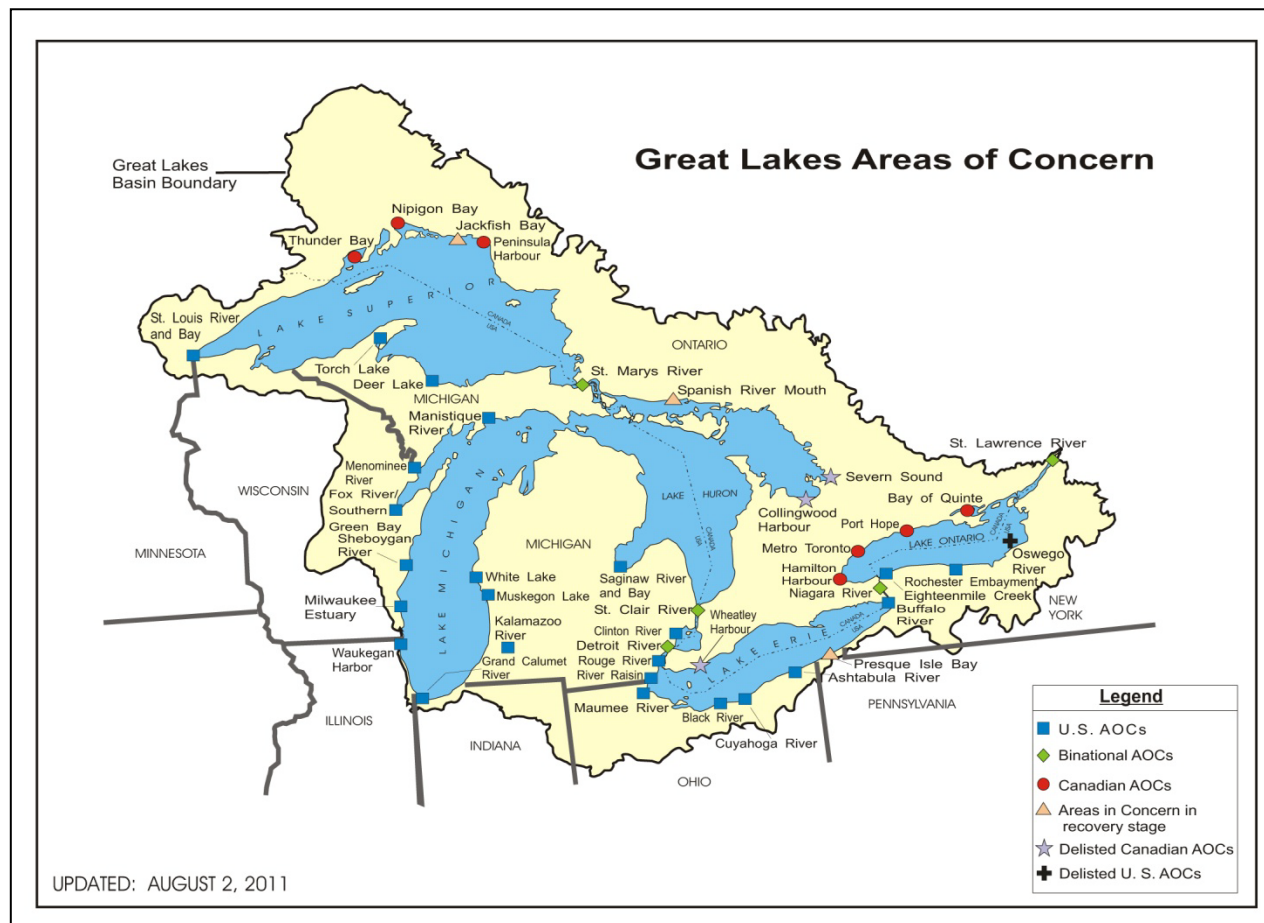 Great Lakes Areas of Concern
Great Lakes
Basin Boundary
Nipigon Bay
Jackfish Bay
Thunder Bay
Peninsula
Harbour
St. Louis River
and Bay
LAKE SUPERIOR
CANADA
USA
ONTARIO
Torch Lake
Deer Lake
St. Marys River
Spanish River Mouth
MICHIGAN
Manistique
River
St. Lawrence River
Menominee
River
Severn Sound
WISCONSIN
Fox River/
Southern
Green Bay
LAKE HURON
Collingwood
Harbour
Bay of Quinte
CANADA
USA
Port Hope
Sheboygan
River
MINNESOTA
LAKE MICHIGAN
MICHIGAN
CANADA
USA
Metro Toronto
LAKE ONTARIO
Oswego
River
White Lake
Saginaw River
and Bay
Hamilton
Harbour
Rochester Embayment
Muskegon Lake
Niagara River
Eighteenmile Creek
Milwaukee
Estuary
St. Clair River
Wheatley
Harbour
Buffalo
River
NEW
YORK
Kalamazoo
River
Clinton River
LAKE ERIE
CANADA
USA
Waukegan
Harbor
Detroit River
Grand Calumet
River
Rouge River
River Raisin
Presque Isle Bay
Ashtabula River
Maumee River
PENNSYLVANIA
ILLINOIS
Black River
INDIANA
Cuyahoga River
OHIO
Legend
U.S. AOCs
Binational AOCs
Canadian AOCs
Areas in Concern in
recovery stage
Delisted Canadian AOCs
Delisted U. S. AOCs
UPDATED: AUGUST 2, 2011